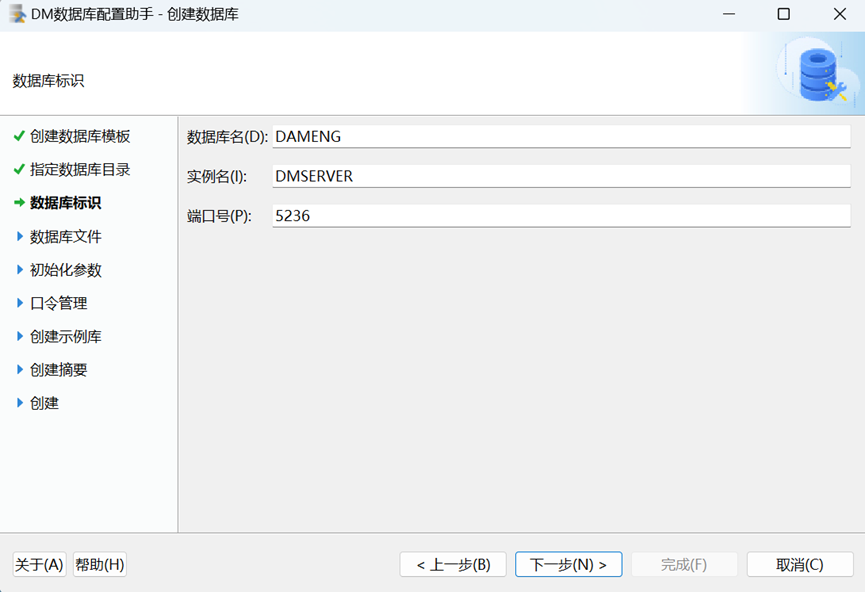 DM数据库配置助手 - 创建数据库
数据库标识
创建数据库模板
指定数据库目录
数据库标识
数据库文件
初始化参数
口令管理
创建示例库
创建摘要
创建
数据库名(D): DAMENG
实例名(I): DMSERVER
端口号(P): 5236
关于(A) 帮助(H) < 上一步(B) 下一步(N) > 完成(F) 取消(C)